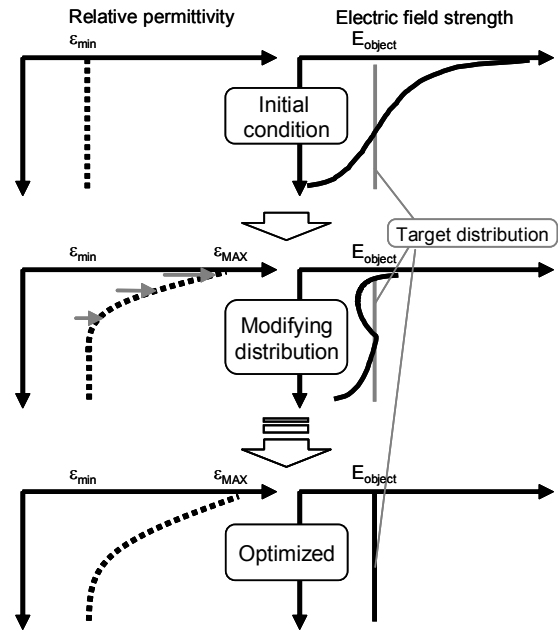 Relative permittivity
Electric field strength
εmin
Eobject
Initial
condition
εmin
εMAX
Eobject
Target distribution
Modifying
distribution
εmin
εMAX
Eobject
Optimized